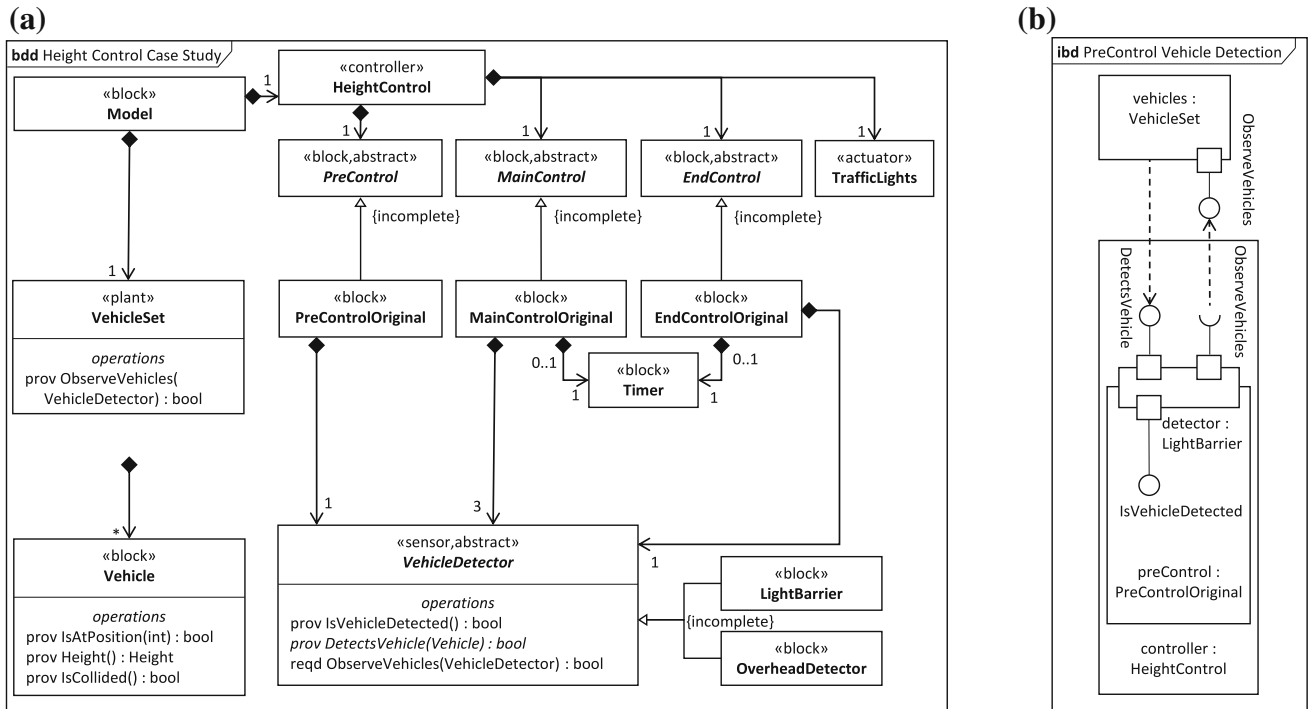 (a)
bdd Height Control Case Study
«block»
Model
1
«controller»
HeightControl
1
1
1
1
«block,abstract»
PreControl
«block,abstract»
MainControl
«block,abstract»
EndControl
«actuator»
TrafficLights
{incomplete}
{incomplete}
{incomplete}
1
«plant»
VehicleSet
operations
prov ObserveVehicles(
VehicleDetector) : bool
«block»
PreControlOriginal
«block»
MainControlOriginal
«block»
EndControlOriginal
0..1
0..1
«block»
Timer
1
1
1
3
*
«block»
Vehicle
operations
prov IsAtPosition(int) : bool
prov Height() : Height
prov IsCollided() : bool
«sensor,abstract»
VehicleDetector
1
operations
prov IsVehicleDetected() : bool
prov DetectsVehicle(Vehicle) : bool
reqd ObserveVehicles(VehicleDetector) : bool
{incomplete}
«block»
LightBarrier
«block»
OverheadDetector
(b)
ibd PreControl Vehicle Detection
vehicles :
VehicleSet
ObserveVehicles
DetectsVehicle
ObserveVehicles
detector :
LightBarrier
IsVehicleDetected
preControl :
PreControlOriginal
controller :
HeightControl